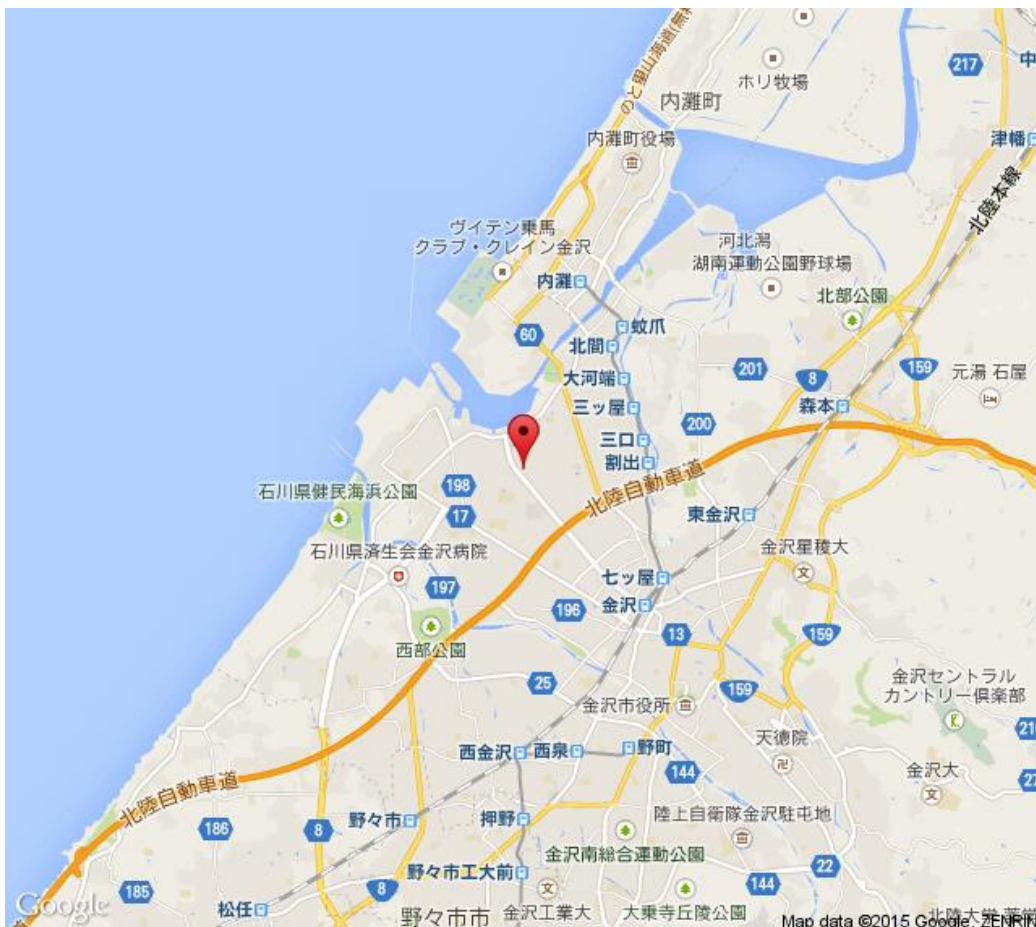 のと里山海道(無料
217
中
ホリ牧場
内灘町
内灘町役場
津幡
北陸本線
ヴイテン乗馬
クラブ・クレイン金沢
河北潟
湖南運動公園野球場
内灘
北部公園
蚊爪
60
北間
159
201
8
元湯 石屋
大河端
三ッ屋
森本
200
三口
割出
北陸自動車道
198
石川県健民海浜公園
17
東金沢
石川県済生会金沢病院
金沢星稜大
七ッ屋
197
金沢
196
西部公園
13
159
25
金沢セントラル
カントリー倶楽部
159
金沢市役所
天徳院
21
西金沢
西泉
野町
144
金沢大
27
北陸自動車道
186
8
野々市
押野
陸上自衛隊金沢駐屯地
金沢南総合運動公園
22
野々市工大前
144
185
8
松任
野々市市
金沢工業大
大乗寺丘陵公園
北陸大学 薬学
Google
Map data ©2015 Google, ZENRIN